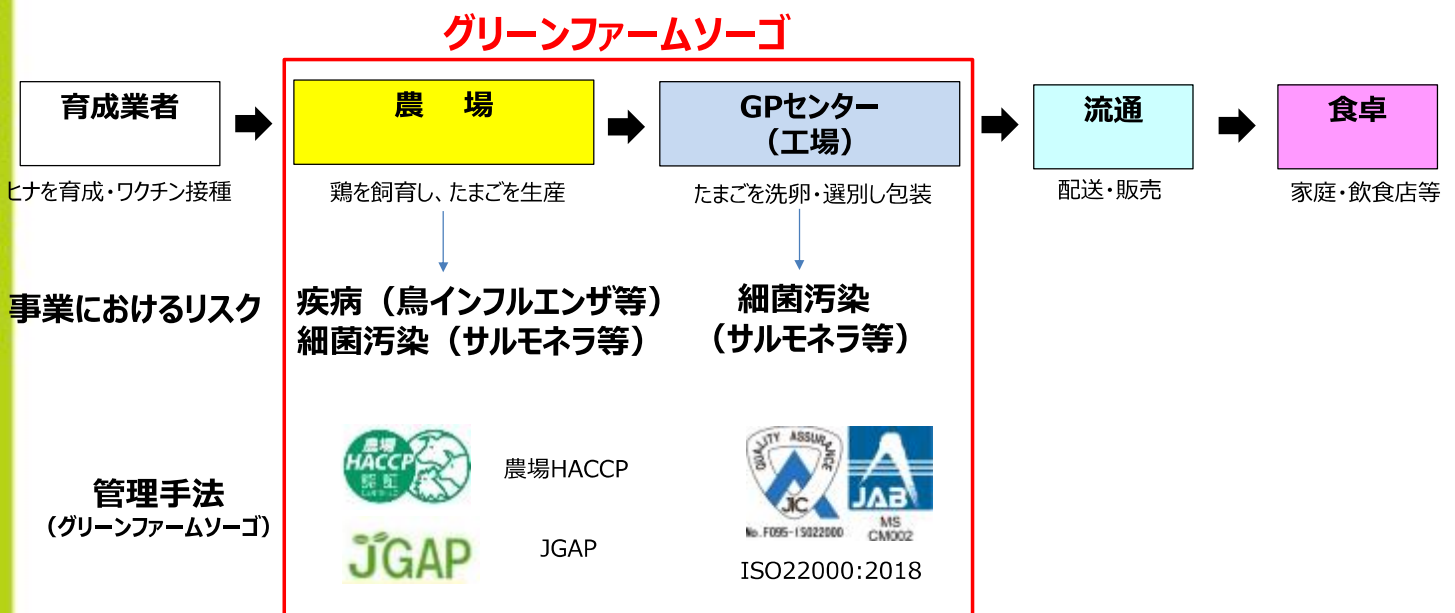 グリーンファームソーゴ
育成業者
農 場
GPセンター
（工場）
流通
食卓
ヒナを育成・ワクチン接種
鶏を飼育し、たまごを生産
たまごを洗卵・選別し包装
配送・販売
家庭・飲食店等
事業におけるリスク
疾病（鳥インフルエンザ等）
細菌汚染（サルモネラ等）
細菌汚染
（サルモネラ等）
管理手法
（グリーンファームソーゴ）
農場
HACCP
認証
農場HACCP
JGAP
JGAP
QUALITY ASSURANCE
JIC
No.F095-ISO22000
JAB
MS
CM002
ISO22000:2018